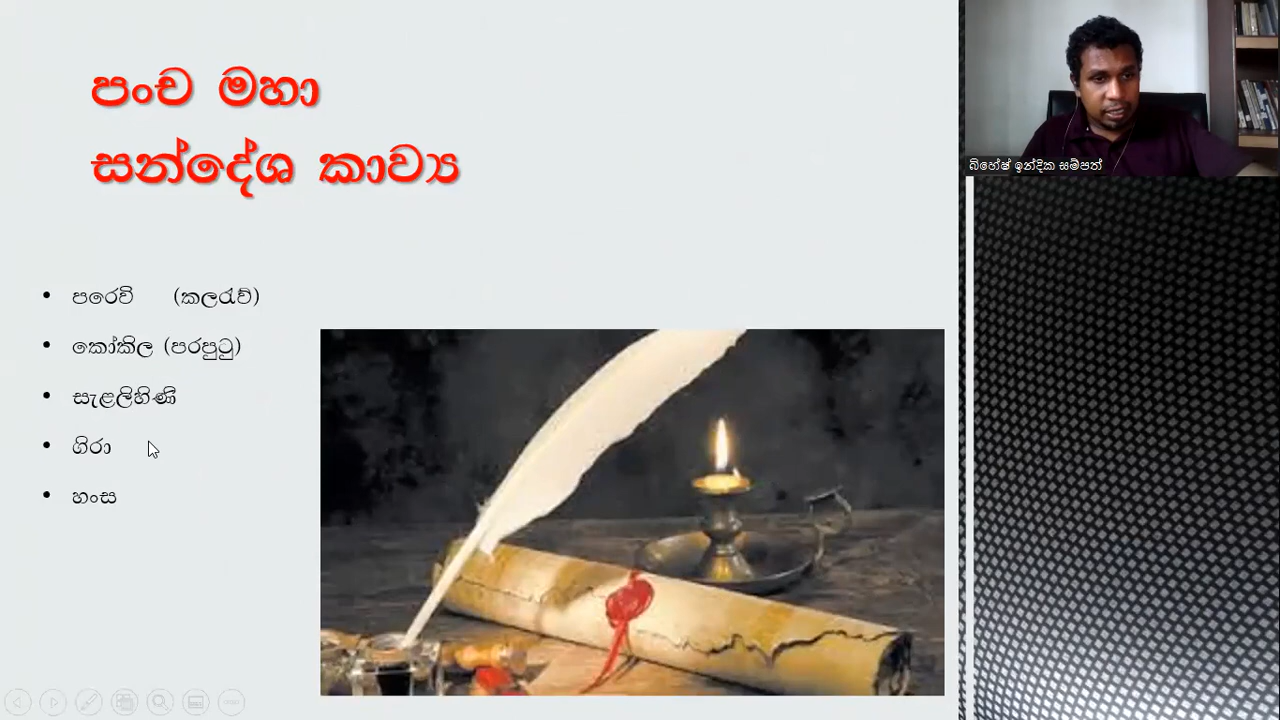 පංච මහා
සන්දේශ කාව්‍ය
• පරෙවි (කලරැව්)
• කෝකිල (පරපුටු)
• සැළලිහිණි
• ගිරා
• හංස
බිහේෂ් ඉන්දික සම්පත්